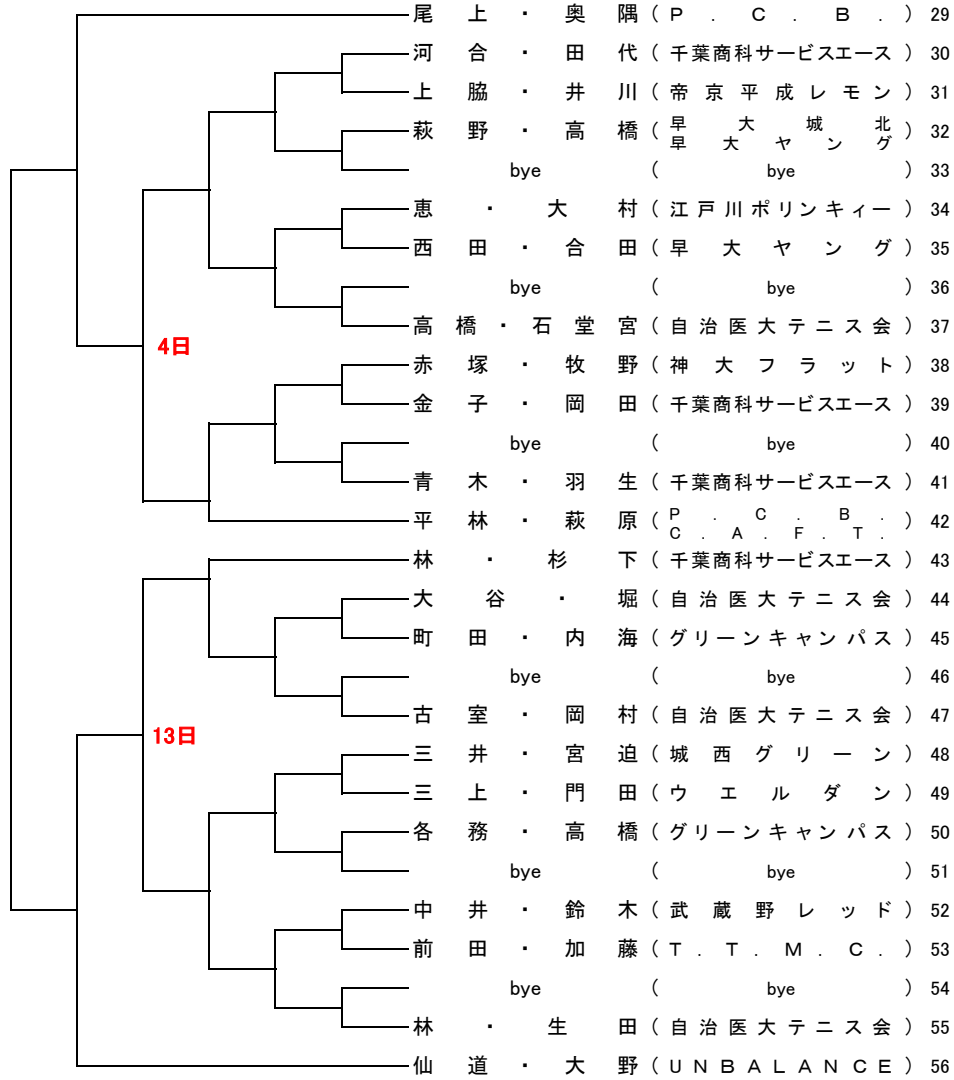 尾上・奥隅（P.C.B.）29
河合・田代（千葉商科サービスエース）30
上脇・井川（帝京平成レモン）31
萩野・高橋（早大城北 早大ヤング）32
bye（bye）33
恵・大村（江戸川ポリンキィー）34
西田・合田（早大ヤング）35
bye（bye）36
高橋・石堂宮（自治医大テニス会）37
4日
赤塚・牧野（神大フラット）38
金子・岡田（千葉商科サービスエース）39
bye（bye）40
青木・羽生（千葉商科サービスエース）41
平林・萩原（P.C.B. C.A.F.T.）42
林・杉下（千葉商科サービスエース）43
大谷・堀（自治医大テニス会）44
町田・内海（グリーンキャンパス）45
bye（bye）46
古室・岡村（自治医大テニス会）47
13日
三井・宮迫（城西グリーン）48
三上・門田（ウエルダン）49
各務・高橋（グリーンキャンパス）50
bye（bye）51
中井・鈴木（武蔵野レッド）52
前田・加藤（T.T.M.C.）53
bye（bye）54
林・生田（自治医大テニス会）55
仙道・大野（UNBALANCE）56